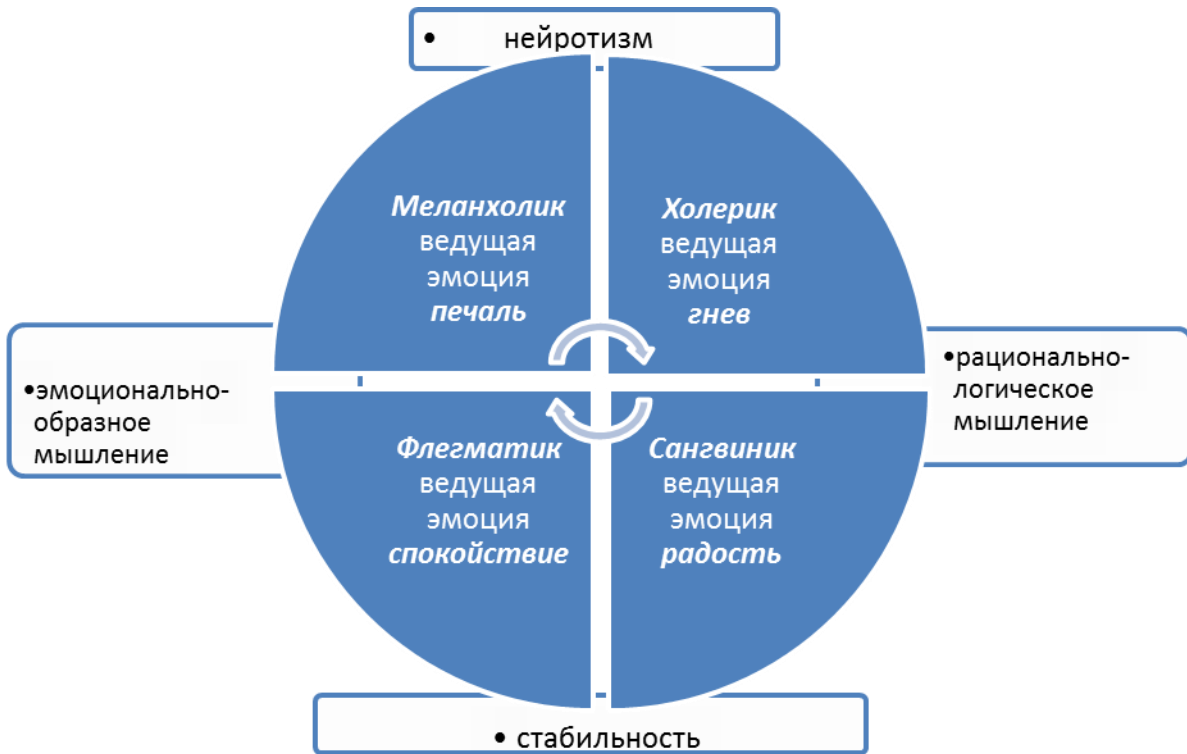 • нейротизм
Меланхолик
ведущая
эмоция
печаль
Холерик
ведущая
эмоция
гнев
•эмоционально-
образное
мышление
•рационально-
логическое
мышление
Флегматик
ведущая
эмоция
спокойствие
Сангвиник
ведущая
эмоция
радость
• стабильность